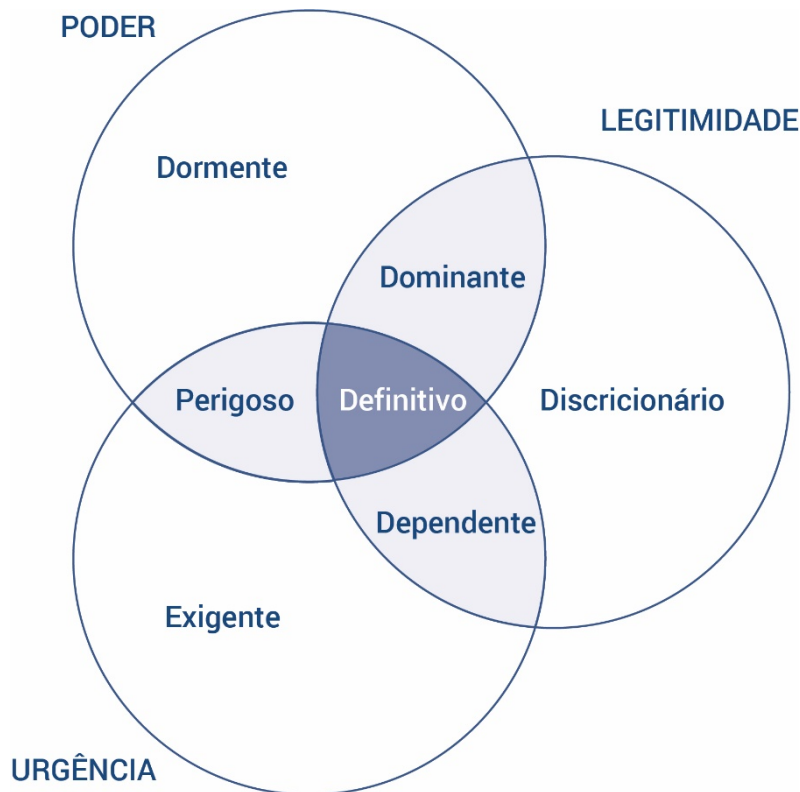 PODER
LEGITIMIDADE
Dormente
Dominante
Perigoso
Definitivo
Discricionário
Dependente
Exigente
URGÊNCIA